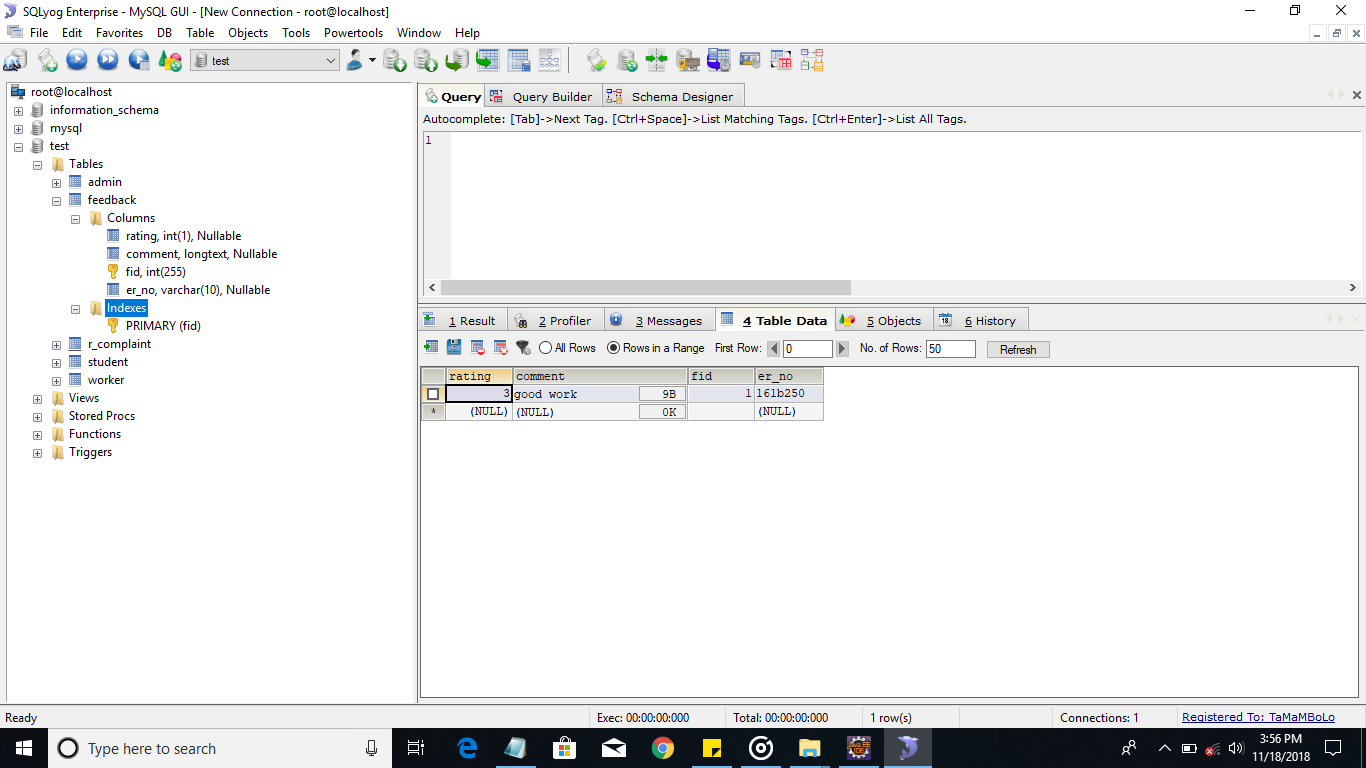 SQLyog Enterprise - MySQL GUI - [New Connection - root@localhost]
File Edit Favorites DB Table Objects Tools Powertools Window Help
test
root@localhost
information_schema
mysql
test
Tables
admin
feedback
Columns
rating, int(1), Nullable
comment, longtext, Nullable
fid, int(255)
er_no, varchar(10), Nullable
Indexes
PRIMARY (fid)
r_complaint
student
worker
Views
Stored Procs
Functions
Triggers
Query Query Builder Schema Designer
Autocomplete: [Tab]->Next Tag. [Ctrl+Space]->List Matching Tags. [Ctrl+Enter]->List All Tags.
1
1 Result 2 Profiler 3 Messages 4 Table Data 5 Objects 6 History
All Rows Rows in a Range First Row: 0 No. of Rows: 50 Refresh
rating comment fid er_no
3 good work 9B 1 161b250
* (NULL) (NULL) 0K (NULL)
Ready Exec: 00:00:00:000 Total: 00:00:00:000 1 row(s) Connections: 1 Registered To: TaMaMBoLo
Type here to search
3:56 PM
11/18/2018